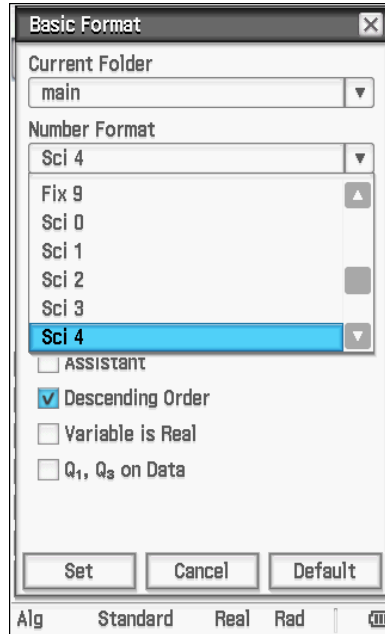 Basic Format
Current Folder
main
Number Format
Sci 4
Fix 9
Sci 0
Sci 1
Sci 2
Sci 3
Sci 4
Assistant
Descending Order
Variable is Real
Q₁, Q₃ on Data
Set Cancel Default
Alg Standard Real Rad